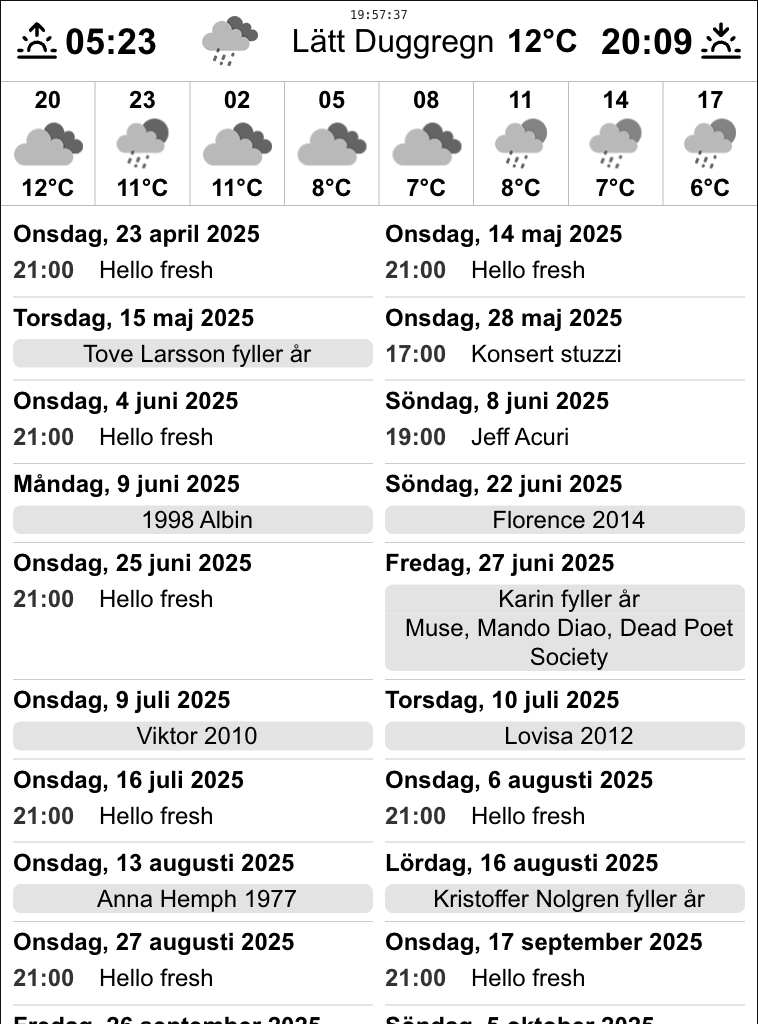 19:57:37
05:23 Lätt Duggregn 12°C 20:09
20 23 02 05 08 11 14 17
12°C 11°C 11°C 8°C 7°C 8°C 7°C 6°C
Onsdag, 23 april 2025
21:00 Hello fresh
Onsdag, 14 maj 2025
21:00 Hello fresh
Torsdag, 15 maj 2025
Tove Larsson fyller år
Onsdag, 28 maj 2025
17:00 Konsert stuzzi
Onsdag, 4 juni 2025
21:00 Hello fresh
Söndag, 8 juni 2025
19:00 Jeff Acuri
Måndag, 9 juni 2025
1998 Albin
Söndag, 22 juni 2025
Florence 2014
Onsdag, 25 juni 2025
21:00 Hello fresh
Fredag, 27 juni 2025
Karin fyller år
Muse, Mando Diao, Dead Poet
Society
Onsdag, 9 juli 2025
Viktor 2010
Torsdag, 10 juli 2025
Lovisa 2012
Onsdag, 16 juli 2025
21:00 Hello fresh
Onsdag, 6 augusti 2025
21:00 Hello fresh
Onsdag, 13 augusti 2025
Anna Hemph 1977
Lördag, 16 augusti 2025
Kristoffer Nolgren fyller år
Onsdag, 27 augusti 2025
21:00 Hello fresh
Onsdag, 17 september 2025
21:00 Hello fresh
Fredag, 26 september 2025
Söndag, 5 oktober 2025